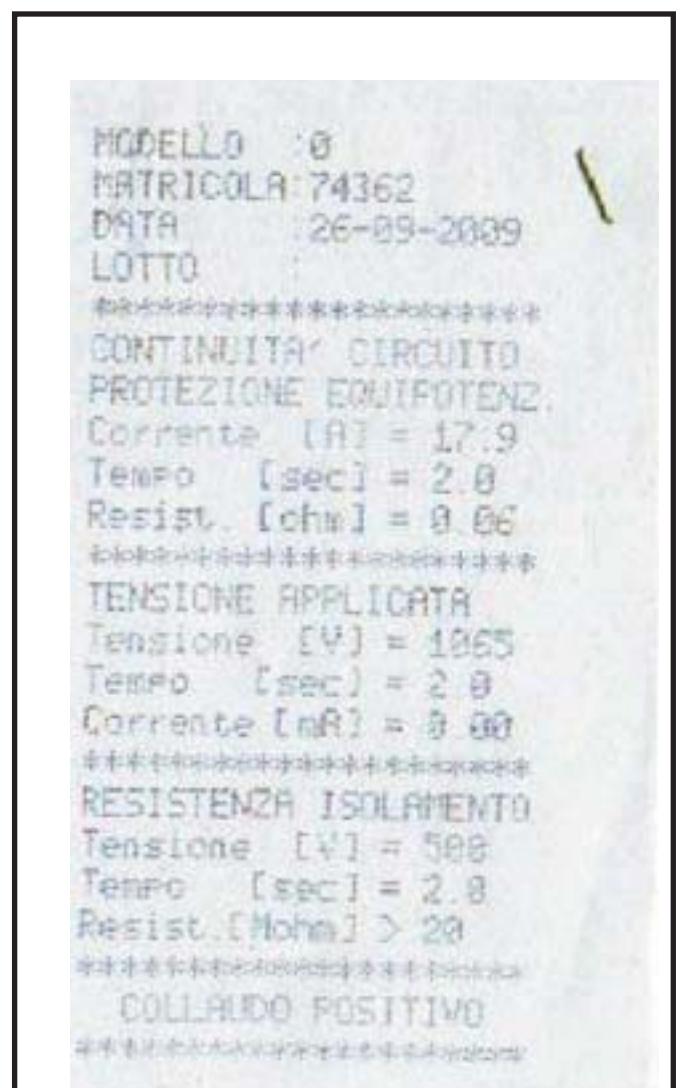 MODELLO :0
MATRICOLA:74362
DATA :26-09-2009
LOTTO :
*************************
CONTINUITA' CIRCUITO
PROTEZIONE EQUIPOTENZ.
Corrente [A] = 17.9
Tempo [sec] = 2.0
Resist. [ohm] = 0.06
*************************
TENSIONE APPLICATA
Tensione [V] = 1065
Tempo [sec] = 2.0
Corrente [mA] = 0.00
*************************
RESISTENZA ISOLAMENTO
Tensione [V] = 500
Tempo [sec] = 2.0
Resist.[Mohm] > 20
*************************
COLLAUDO POSITIVO
*************************